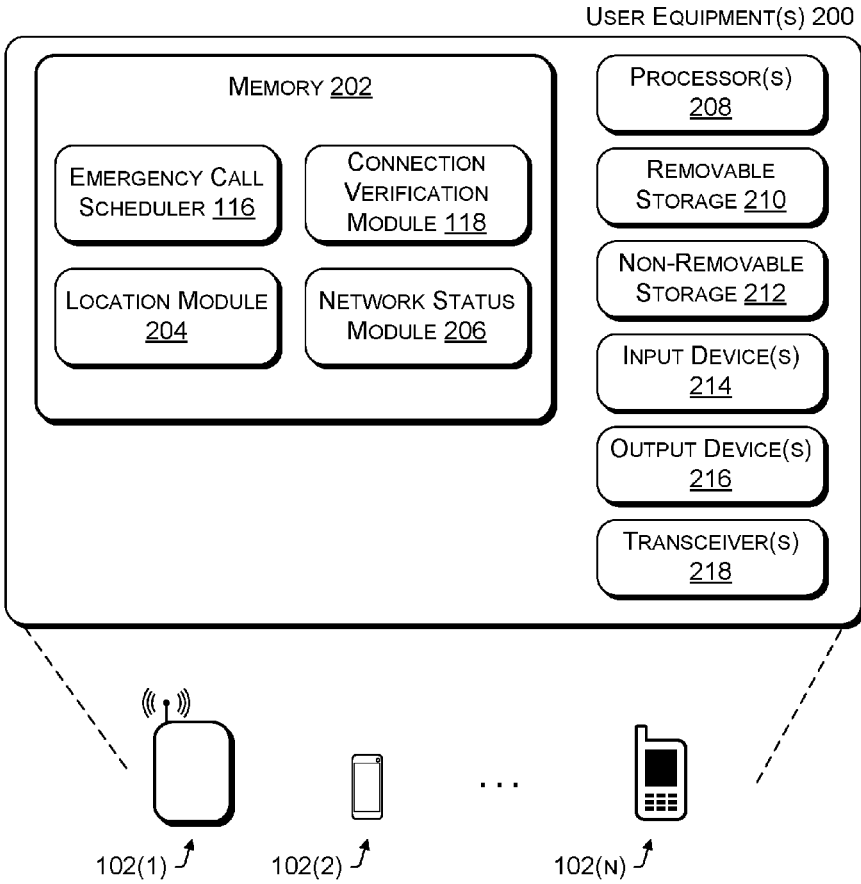 USER EQUIPMENT(S) 200
MEMORY 202
EMERGENCY CALL
SCHEDULER 116
CONNECTION
VERIFICATION
MODULE 118
LOCATION MODULE
204
NETWORK STATUS
MODULE 206
PROCESSOR(S)
208
REMOVABLE
STORAGE 210
NON-REMOVABLE
STORAGE 212
INPUT DEVICE(S)
214
OUTPUT DEVICE(S)
216
TRANSCEIVER(S)
218
...
102(1)
102(2)
102(N)